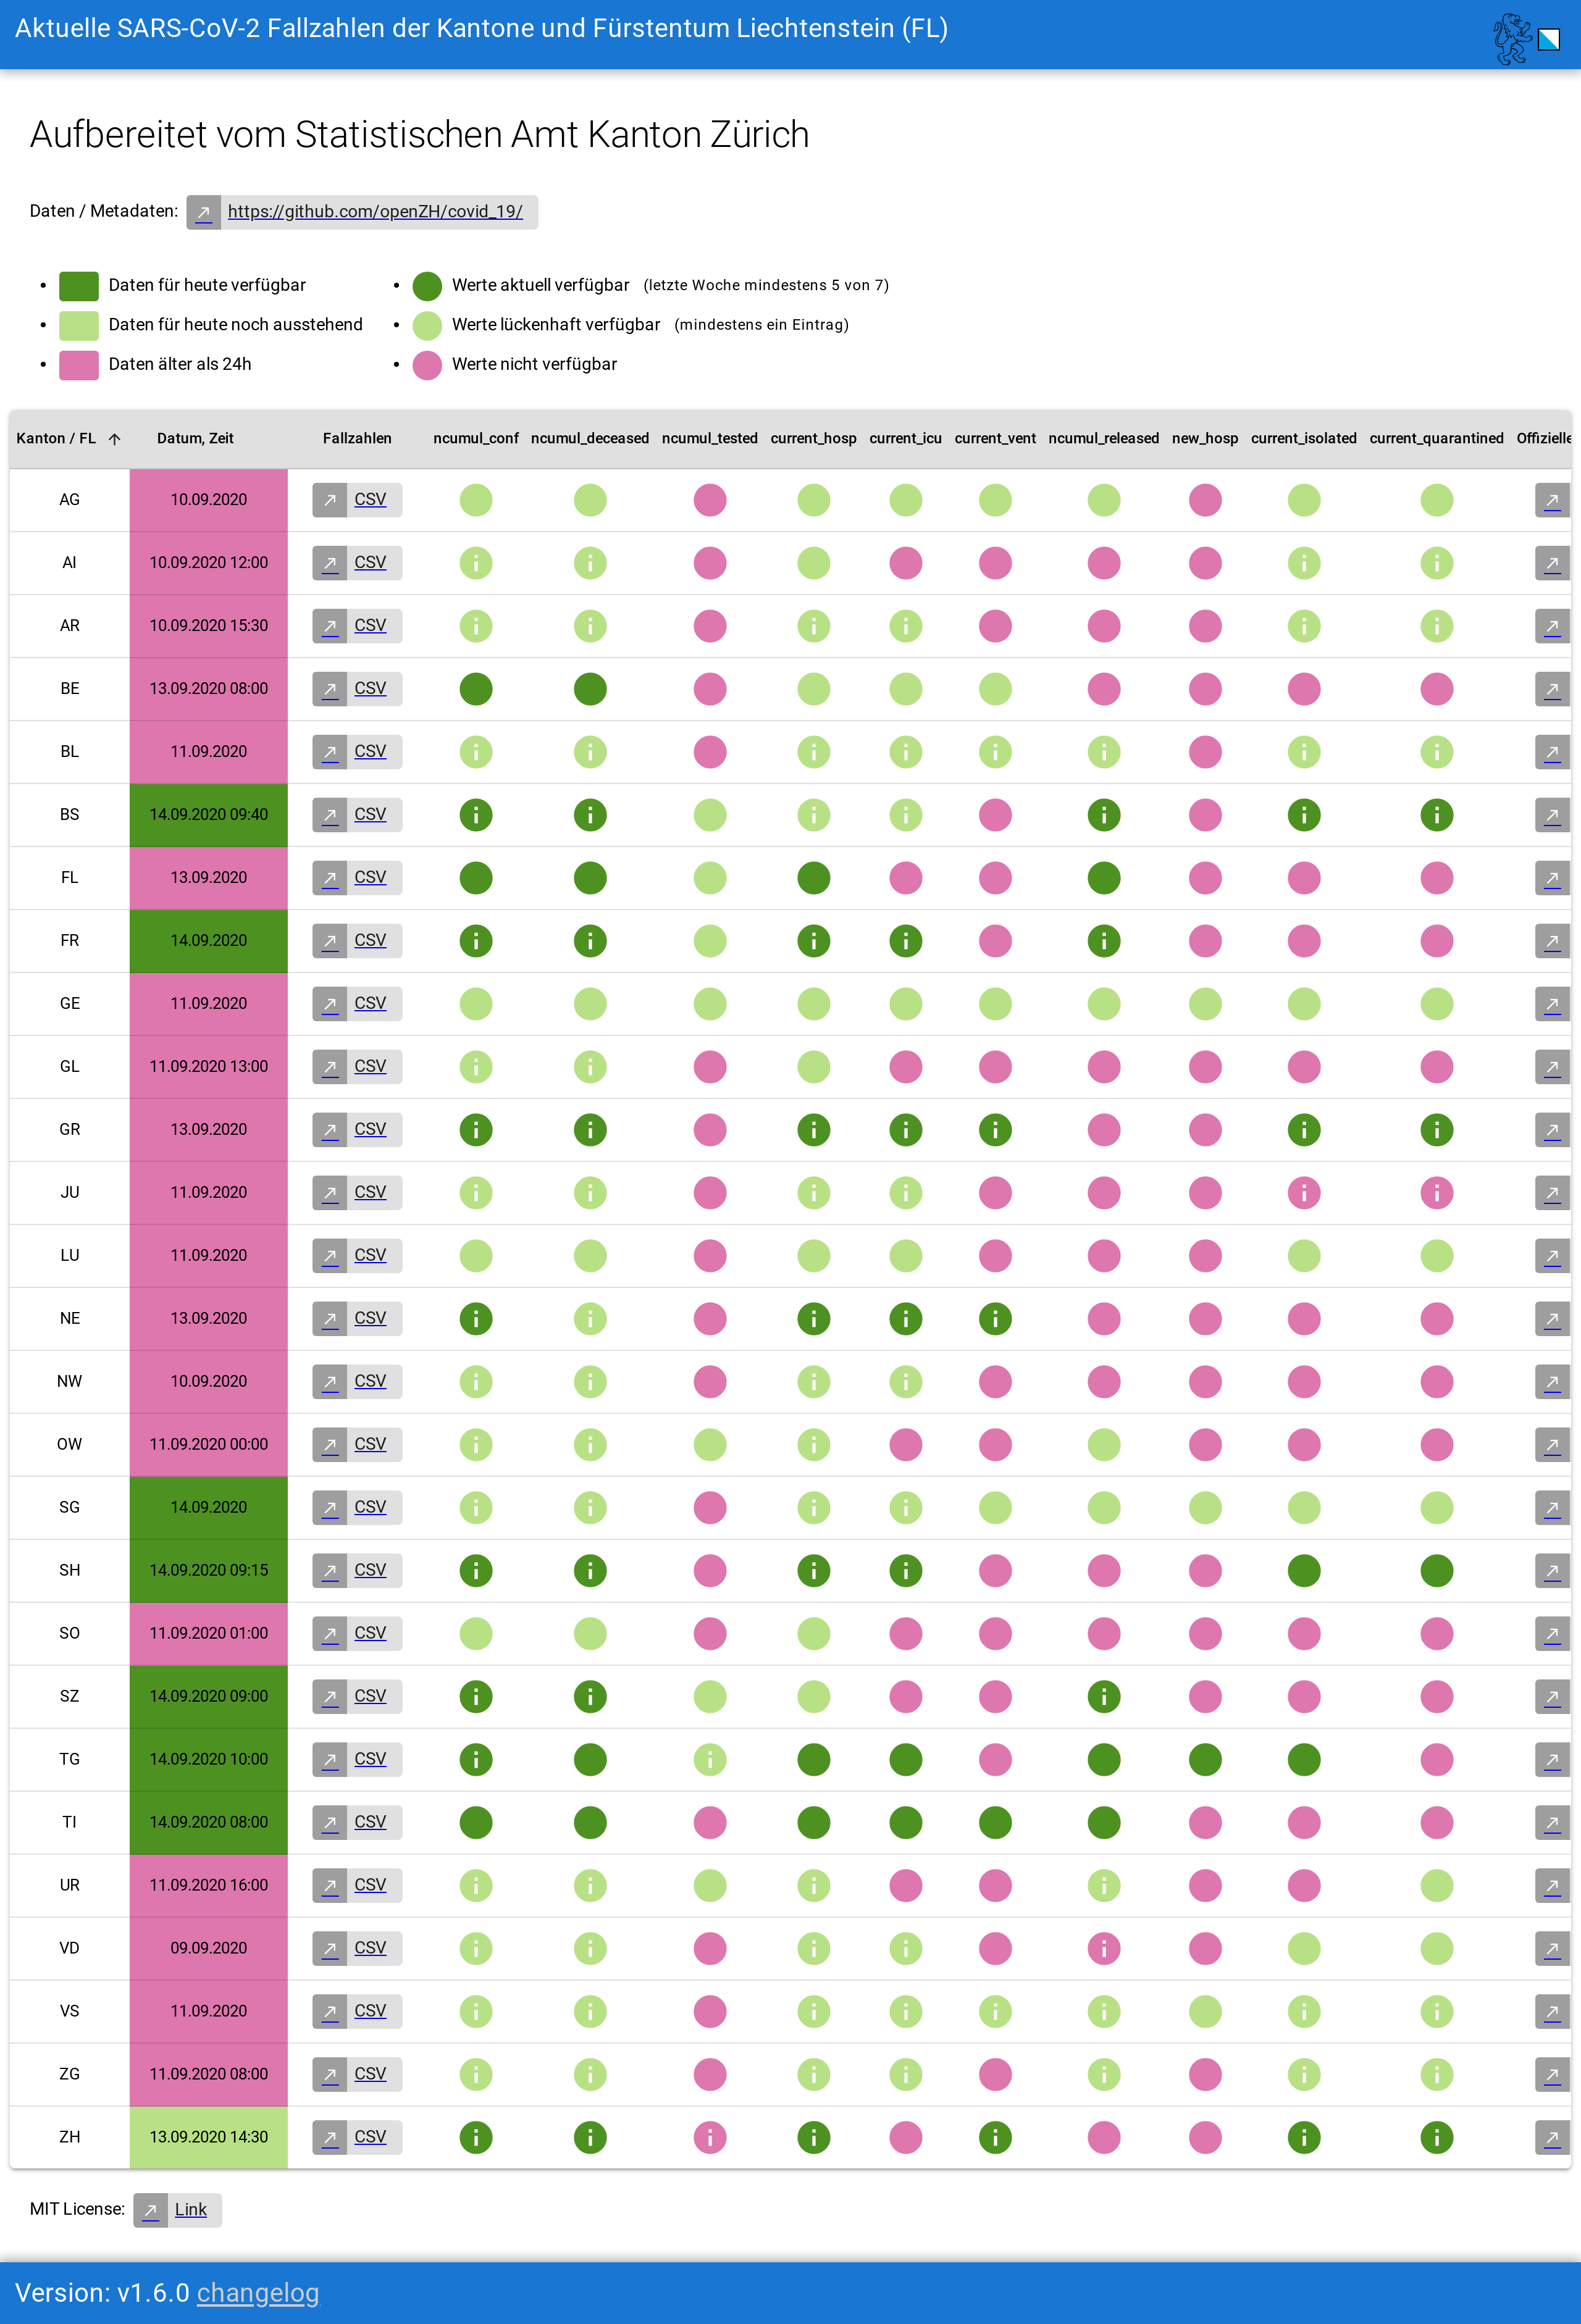 Aktuelle SARS-CoV-2 Fallzahlen der Kantone und Fürstentum Liechtenstein (FL)
Aufbereitet vom Statistischen Amt Kanton Zürich
Daten / Metadaten: https://github.com/openZH/covid_19/
Daten für heute verfügbar
Daten für heute noch ausstehend
Daten älter als 24h
Werte aktuell verfügbar (letzte Woche mindestens 5 von 7)
Werte lückenhaft verfügbar (mindestens ein Eintrag)
Werte nicht verfügbar
Kanton / FL Datum, Zeit Fallzahlen ncumul_conf ncumul_deceased ncumul_tested current_hosp current_icu current_vent ncumul_released new_hosp current_isolated current_quarantined Offizielle
AG 10.09.2020 CSV
AI 10.09.2020 12:00 CSV
AR 10.09.2020 15:30 CSV
BE 13.09.2020 08:00 CSV
BL 11.09.2020 CSV
BS 14.09.2020 09:40 CSV
FL 13.09.2020 CSV
FR 14.09.2020 CSV
GE 11.09.2020 CSV
GL 11.09.2020 13:00 CSV
GR 13.09.2020 CSV
JU 11.09.2020 CSV
LU 11.09.2020 CSV
NE 13.09.2020 CSV
NW 10.09.2020 CSV
OW 11.09.2020 00:00 CSV
SG 14.09.2020 CSV
SH 14.09.2020 09:15 CSV
SO 11.09.2020 01:00 CSV
SZ 14.09.2020 09:00 CSV
TG 14.09.2020 10:00 CSV
TI 14.09.2020 08:00 CSV
UR 11.09.2020 16:00 CSV
VD 09.09.2020 CSV
VS 11.09.2020 CSV
ZG 11.09.2020 08:00 CSV
ZH 13.09.2020 14:30 CSV
MIT License: Link
Version: v1.6.0 changelog